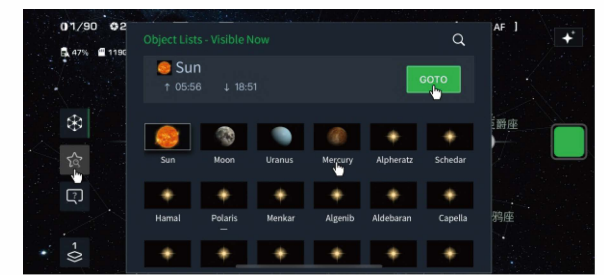 01/90
AF ]
47%
Object Lists - Visible Now
Sun
↑ 05:56 ↓ 18:51
GOTO
Sun Moon Uranus Mercury Alpheratz Schedar
Hamal Polaris Menkar Algenib Aldebaran Capella
?
1